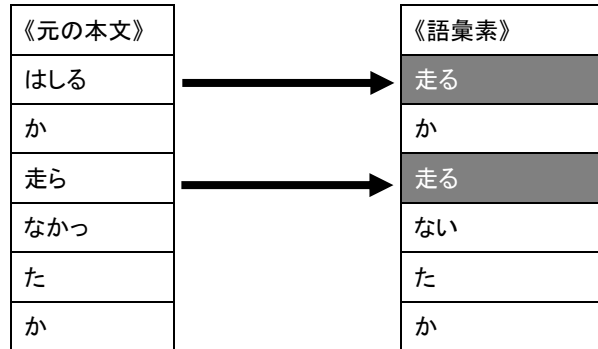 《元の本文》
はしる
か
走ら
なかっ
た
か
《語彙素》
走る
か
走る
ない
た
か